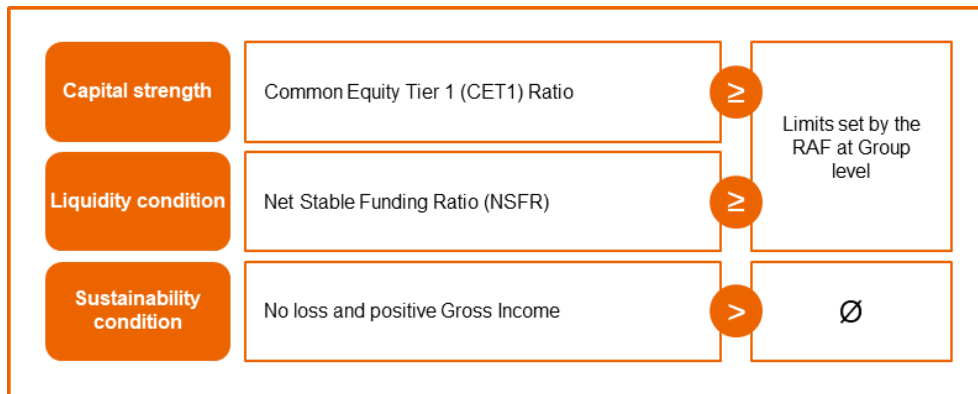 Capital strength
Common Equity Tier 1 (CET1) Ratio
≥
Limits set by the
RAF at Group
level
Liquidity condition
Net Stable Funding Ratio (NSFR)
≥
Sustainability
condition
No loss and positive Gross Income
>
Ø